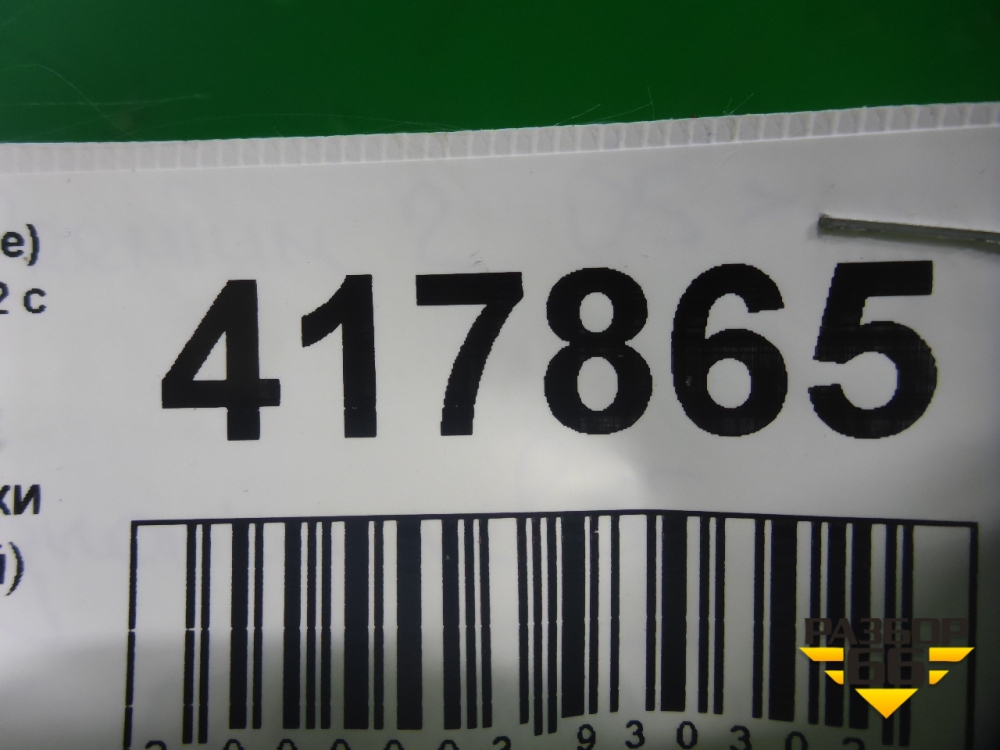 е)
2 с
417865
ки
й)
РАЗБОР
66